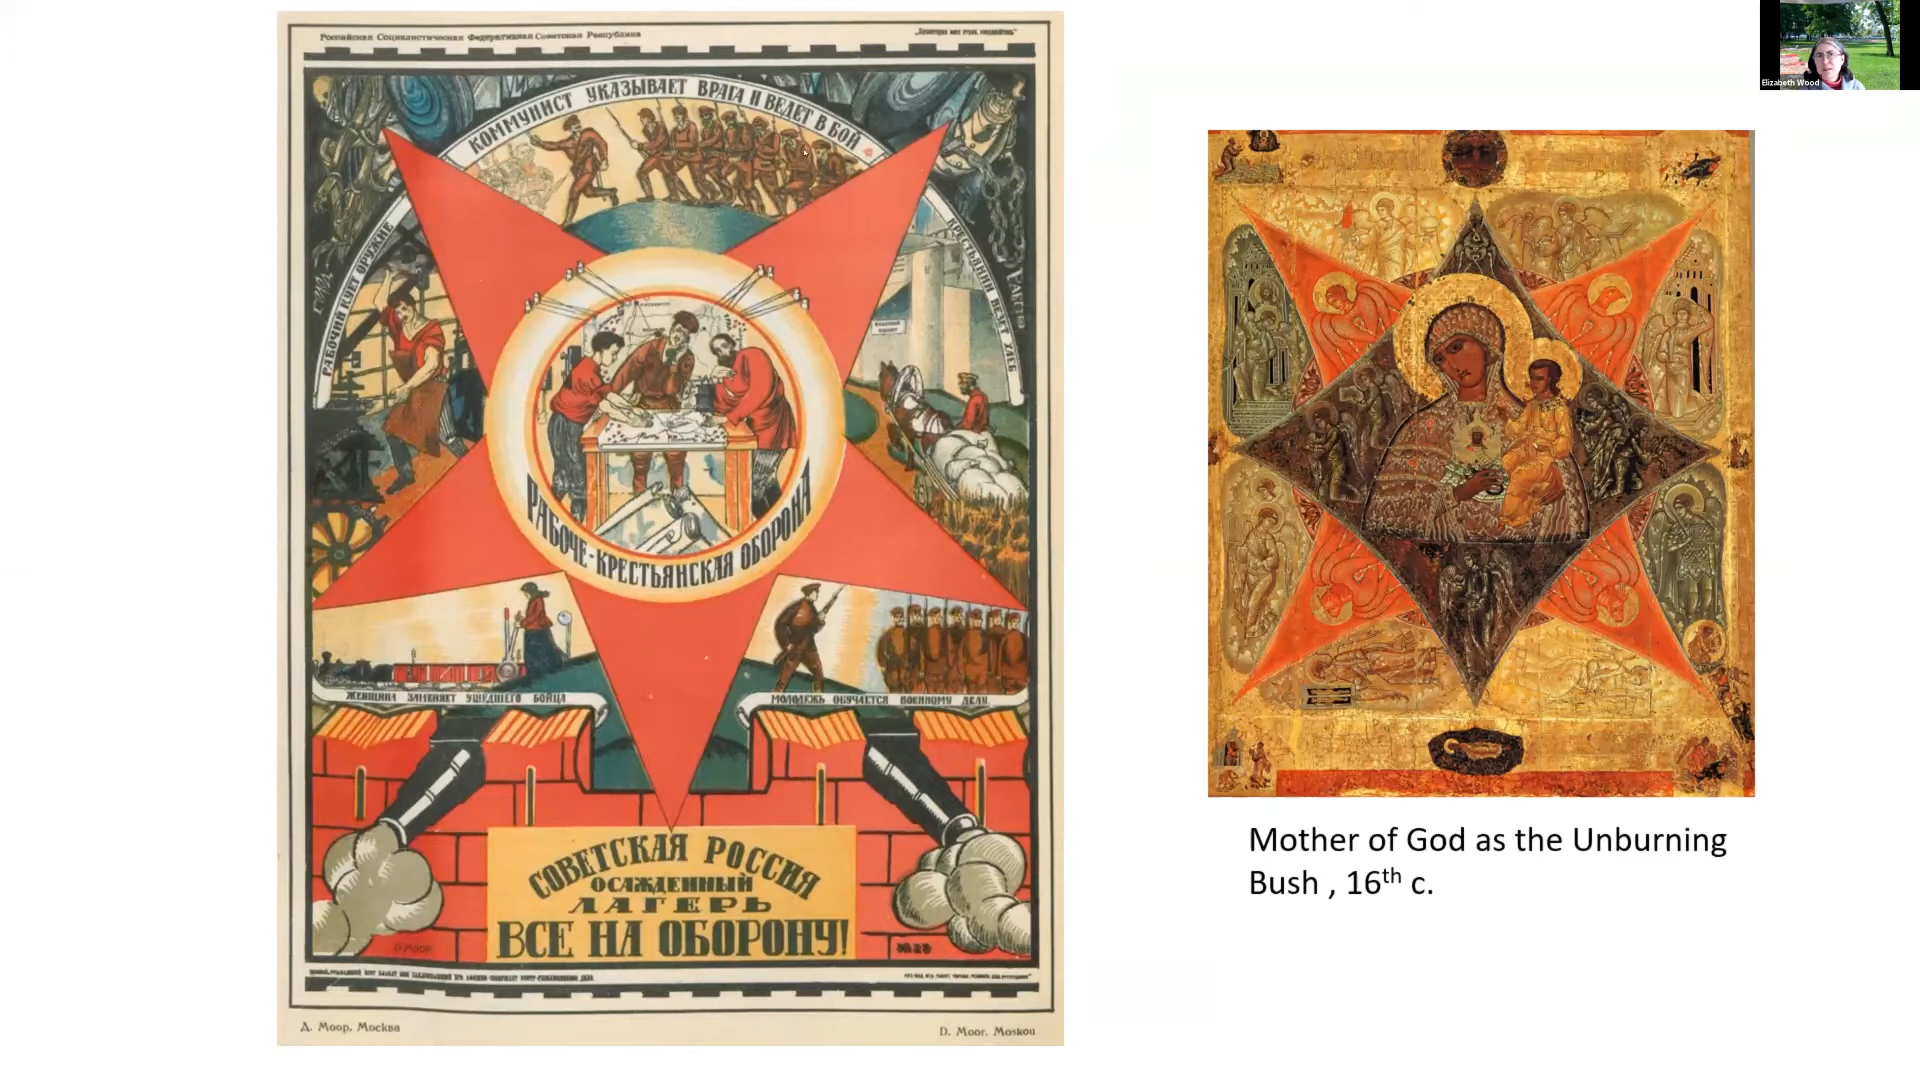 Российская Социалистическая Федеративная Советская Республика
„Пролетарии всех стран, соединяйтесь“
КОММУНИСТ УКАЗЫВАЕТ ВРАГА И ВЕДЕТ В БОЙ
РАБОЧИЙ КУЕТ ОРУЖИЕ
КРЕСТЬЯНИН ВЕЗЕТ ХЛЕБ
РАБОЧЕ-КРЕСТЬЯНСКАЯ ОБОРОНА
ЖЕНЩИНА ЗАМЕНЯЕТ УШЕДШЕГО БОЙЦА
МОЛОДЕЖЬ ОБУЧАЕТСЯ ВОЕННОМУ ДЕЛУ
СОВЕТСКАЯ РОССИЯ
ОСАЖДЕННЫЙ
ЛАГЕРЬ
ВСЕ НА ОБОРОНУ!
D. МООР
Д. Моор, Москва
D. Moor. Moskou
Elizabeth Wood
Mother of God as the Unburning
Bush , 16th c.